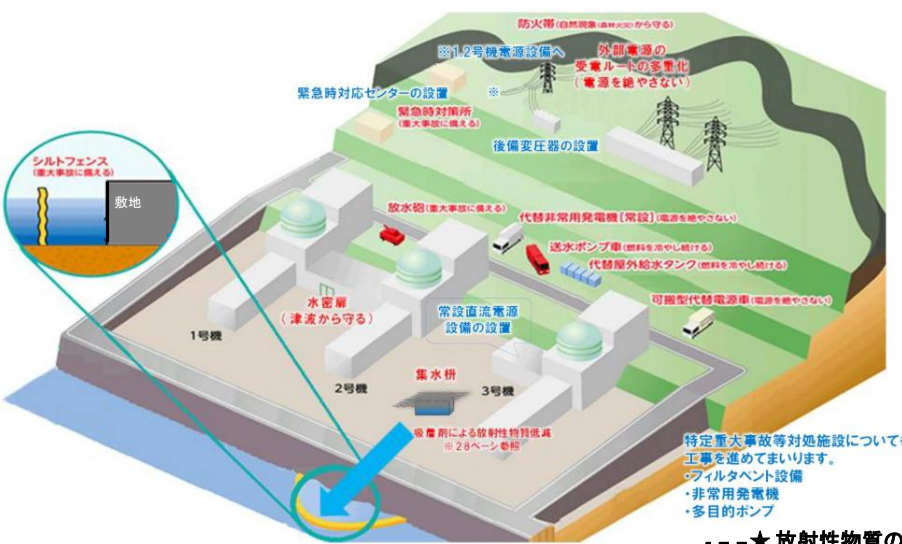 防火帯(自然現象(森林火災)から守る)
※1,2号機電源設備へ
外部電源の
受電ルートの多重化
(電源を絶やさない)
緊急時対応センターの設置
※
緊急時対策所
(重大事故に備える)
後備変圧器の設置
シルトフェンス
(重大事故に備える)
敷地
放水砲(重大事故に備える)
代替非常用発電機[常設](電源を絶やさない)
送水ポンプ車(燃料を冷やし続ける)
代替屋外給水タンク(燃料を冷やし続ける)
可搬型代替電源車(電源を絶やさない)
水密扉
(津波から守る)
常設直流電源
設備の設置
1号機
2号機
3号機
集水枡
吸着剤による放射性物質低減
※28ページ参照
特定重大事故等対処施設について
工事を進めてまいります。
・フィルタベント設備
・非常用発電機
・多目的ポンプ
---★放射性物質の